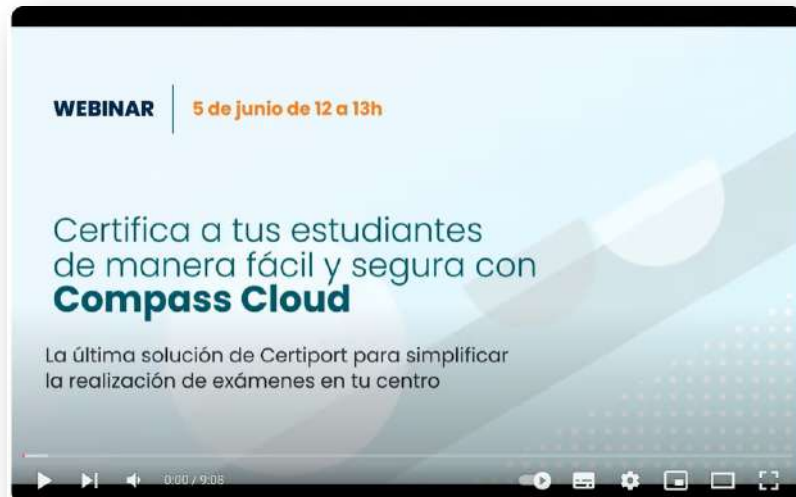 WEBINAR
5 de junio de 12 a 13h
Certifica a tus estudiantes
de manera fácil y segura con
Compass Cloud
La última solución de Certiport para simplificar
la realización de exámenes en tu centro
0:00 / 9:08